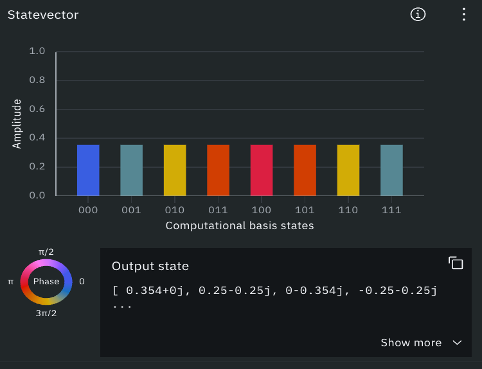 Statevector
1.0
0.8
0.6
0.4
0.2
0.0
Amplitude
000 001 010 011 100 101 110 111
Computational basis states
π/2
π Phase 0
3π/2
Output state
[ 0.354+0j, 0.25-0.25j, 0-0.354j, -0.25-0.25j
...
Show more